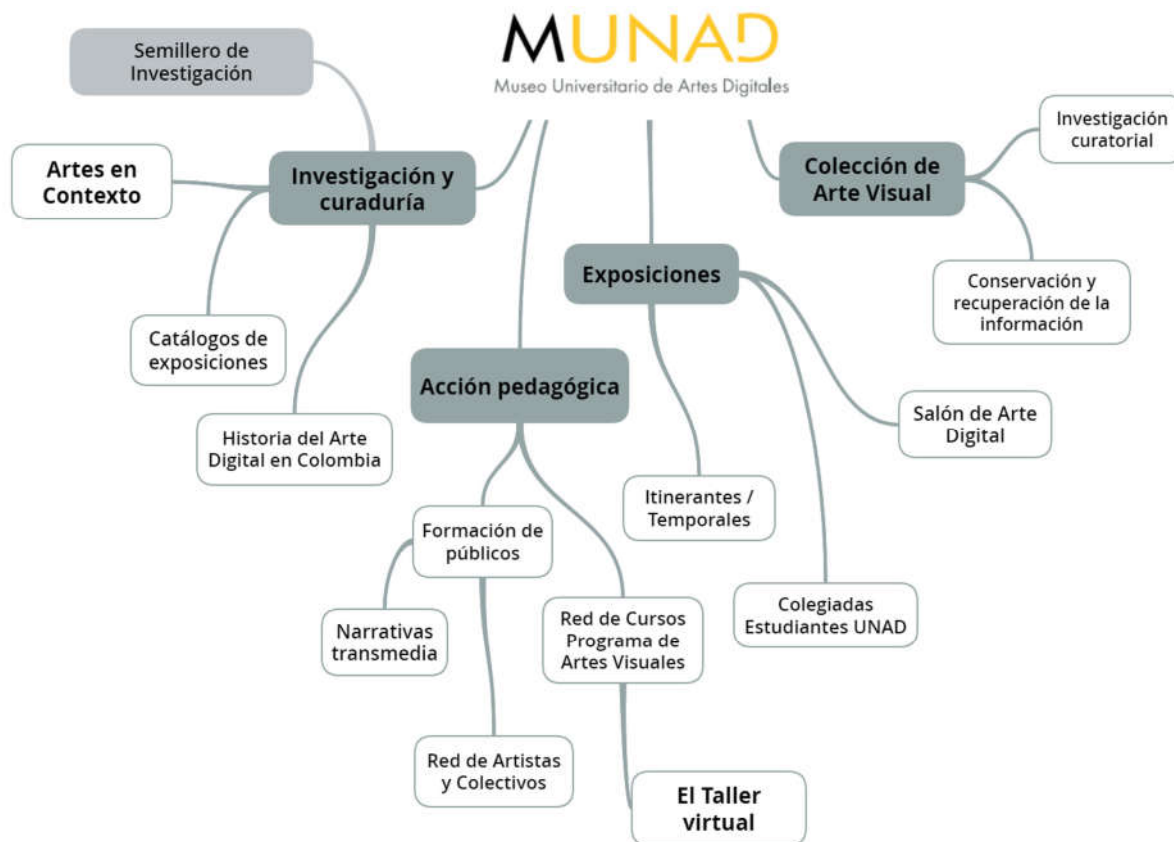 MUNAD
Museo Universitario de Artes Digitales
Semillero de
Investigación
Artes en
Contexto
Investigación y
curaduría
Catálogos de
exposiciones
Historia del Arte
Digital en Colombia
Acción pedagógica
Formación de
públicos
Narrativas
transmedia
Red de Artistas
y Colectivos
Red de Cursos
Programa de
Artes Visuales
El Taller
virtual
Exposiciones
Itinerantes /
Temporales
Colegiadas
Estudiantes UNAD
Salón de Arte
Digital
Colección de
Arte Visual
Investigación
curatorial
Conservación y
recuperación de la
información